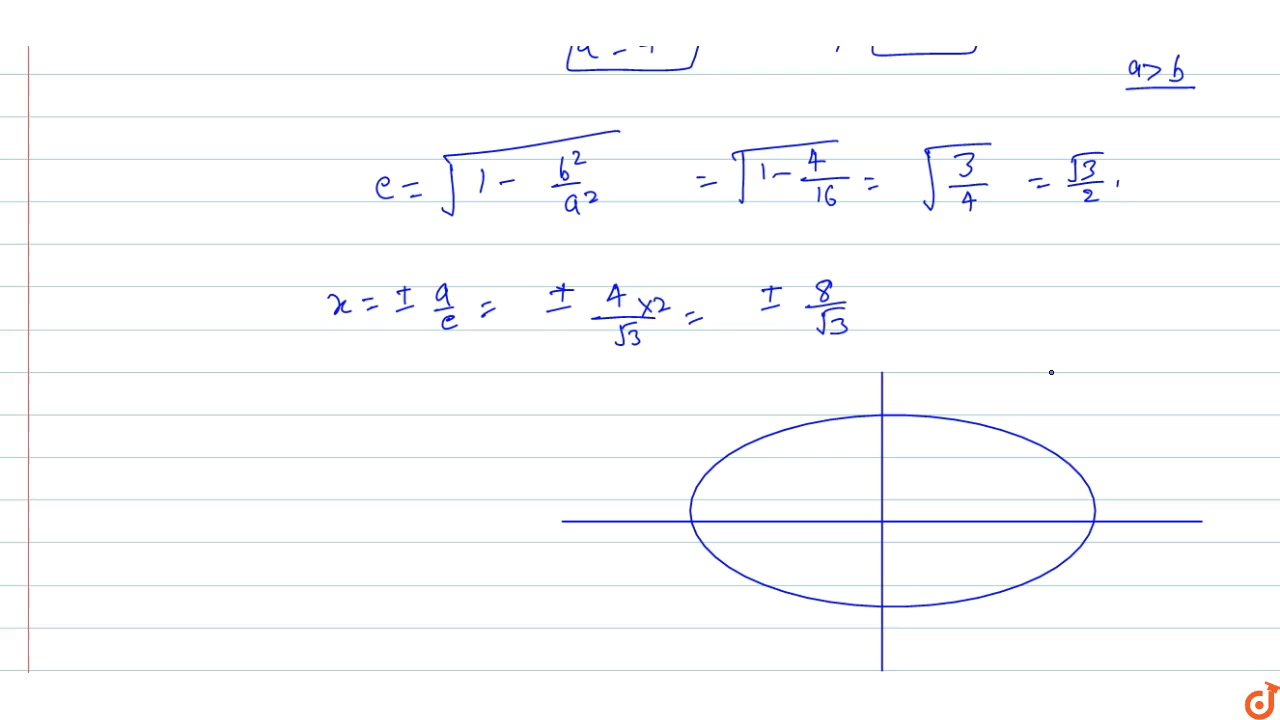 a > b
e = √(1 - b²/a²) = √(1 - 4/16) = √(3/4) = √3/2 .
x = ± a/e = ± 4×2/√3 = ± 8/√3